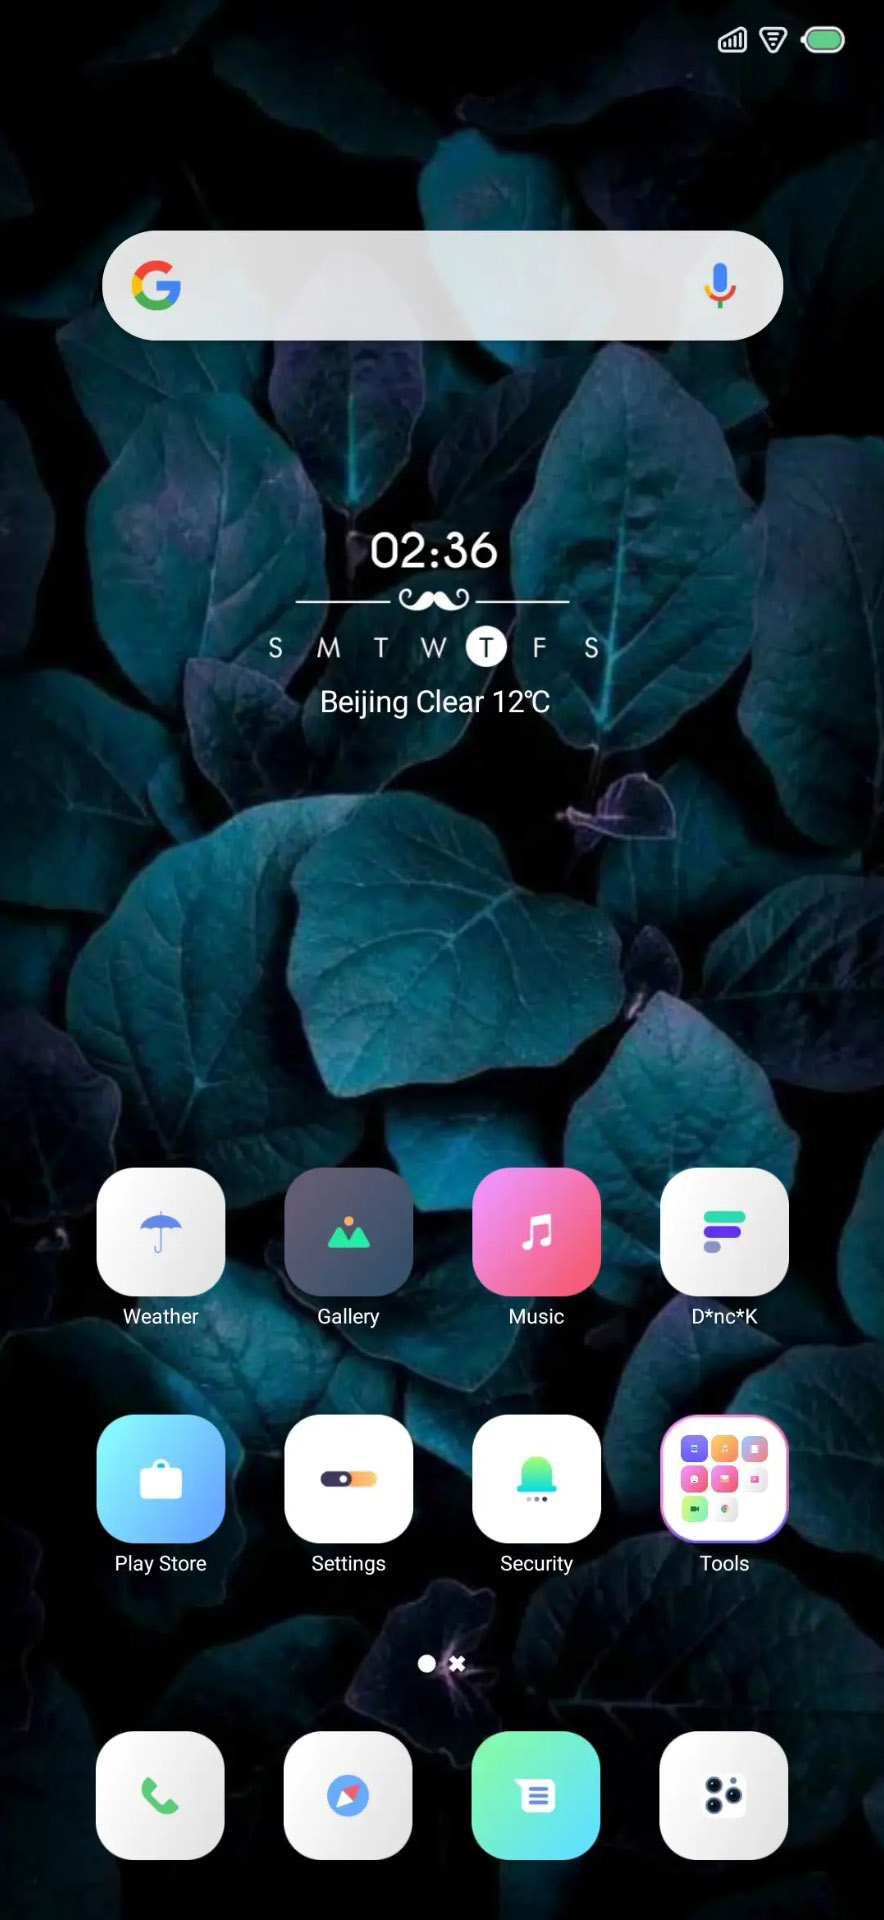 02:36
S M T W T F S
Beijing Clear 12℃
Weather Gallery Music D*nc*K
Play Store Settings Security Tools